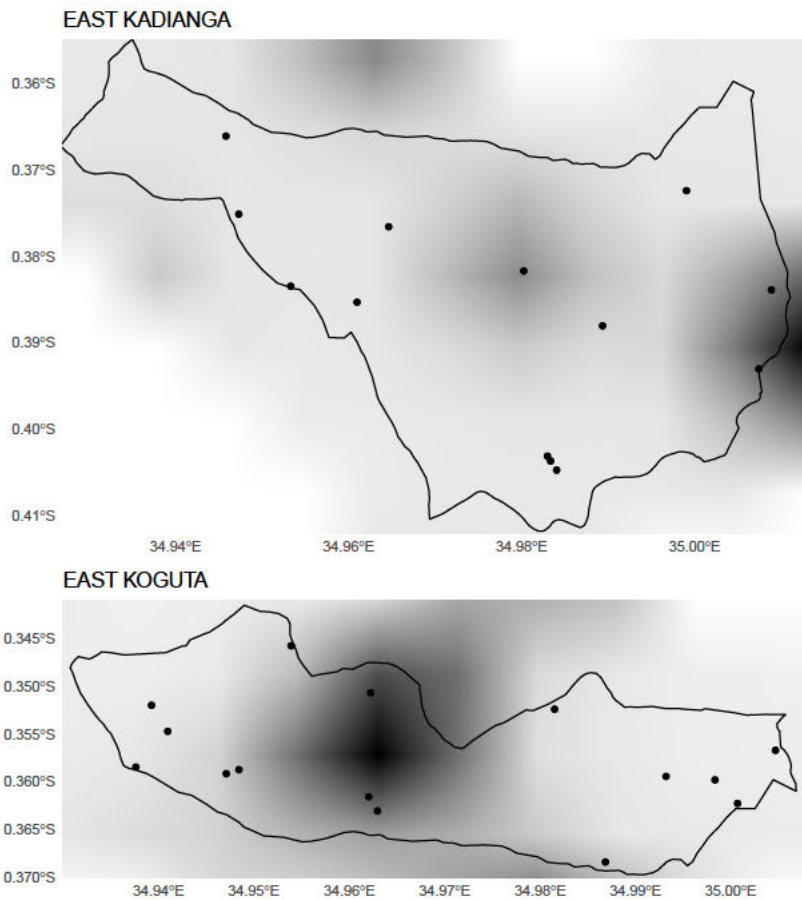 EAST KADIANGA
0.36°S
0.37°S
0.38°S
0.39°S
0.40°S
0.41°S
34.94°E 34.96°E 34.98°E 35.00°E
EAST KOGUTA
0.345°S
0.350°S
0.355°S
0.360°S
0.365°S
0.370°S
34.94°E 34.95°E 34.96°E 34.97°E 34.98°E 34.99°E 35.00°E